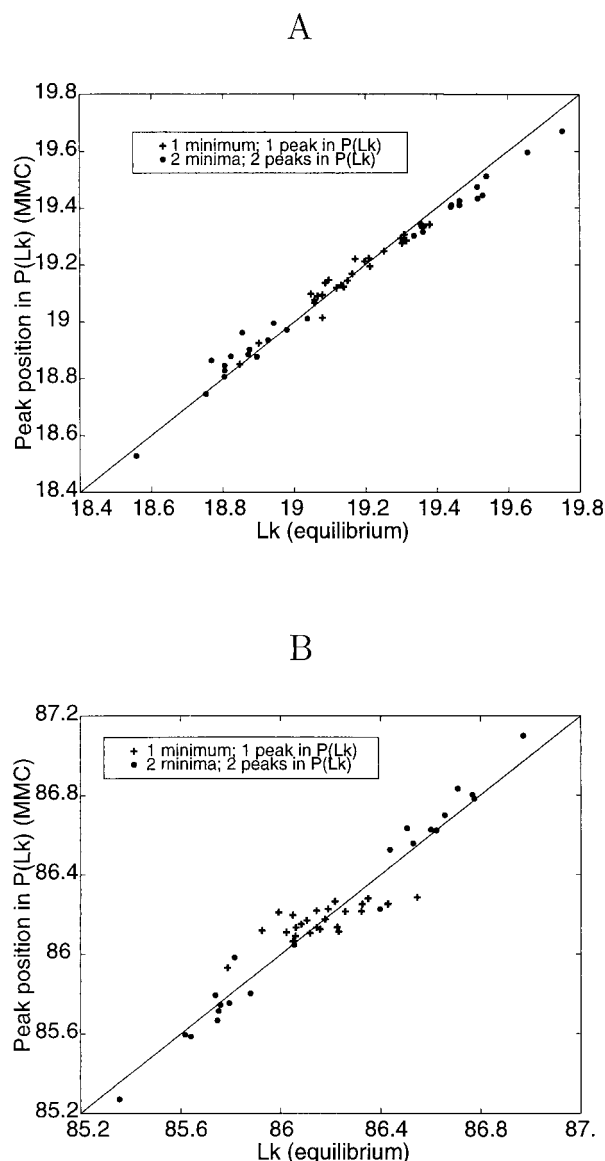 A
19.8
19.6
19.4
19.2
19
18.8
18.6
18.4
Peak position in P(Lk) (MMC)
+ 1 minimum; 1 peak in P(Lk)
• 2 minima; 2 peaks in P(Lk)
18.4 18.6 18.8 19 19.2 19.4 19.6 19.8
Lk (equilibrium)
B
87.2
86.8
86.4
86
85.6
85.2
Peak position in P(Lk) (MMC)
+ 1 minimum; 1 peak in P(Lk)
• 2 minima; 2 peaks in P(Lk)
85.2 85.6 86 86.4 86.8 87.
Lk (equilibrium)